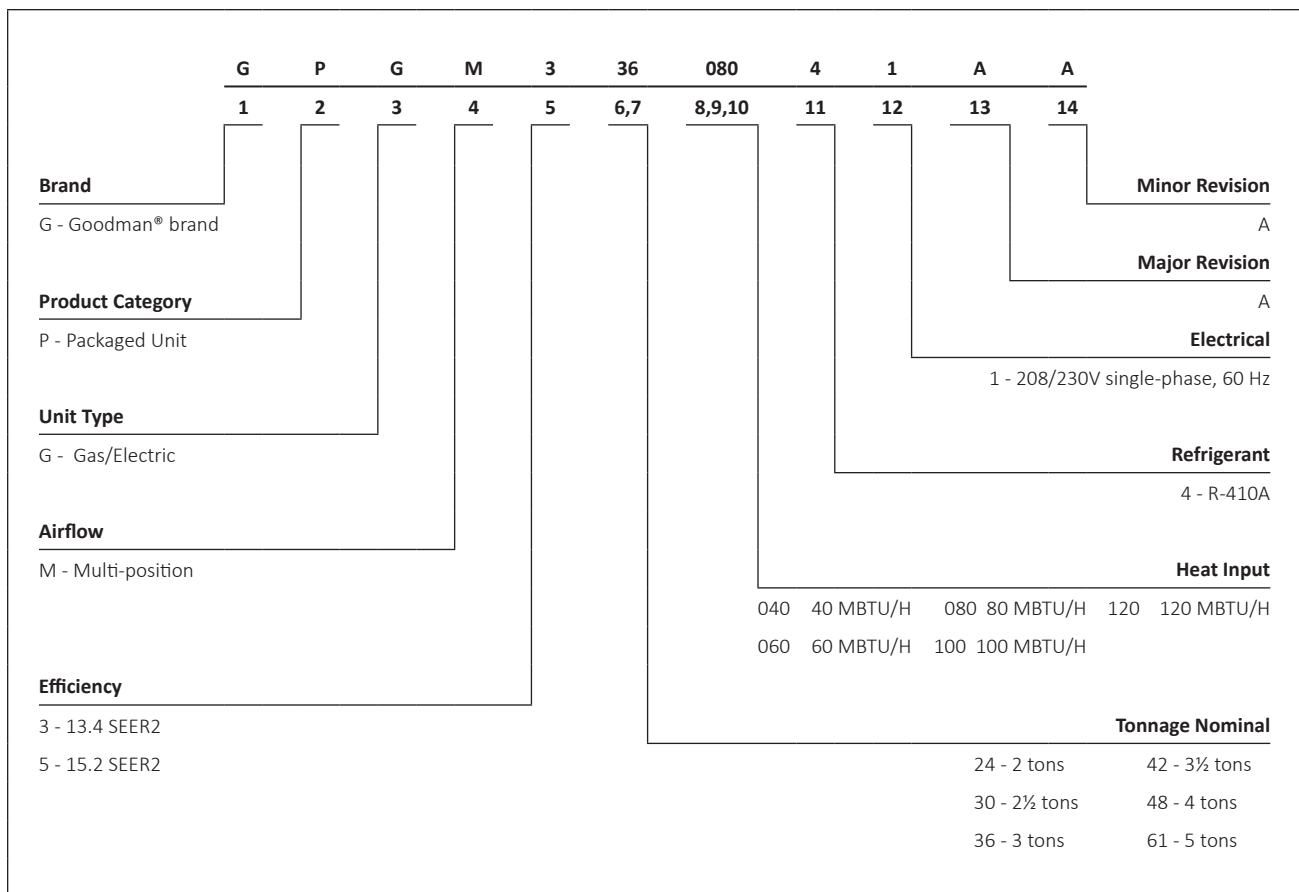 G P G M 3 36 080 4 1 A A
1 2 3 4 5 6,7 8,9,10 11 12 13 14
Brand
G - Goodman® brand
Product Category
P - Packaged Unit
Unit Type
G - Gas/Electric
Airflow
M - Multi-position
Efficiency
3 - 13.4 SEER2
5 - 15.2 SEER2
Minor Revision
A
Major Revision
A
Electrical
1 - 208/230V single-phase, 60 Hz
Refrigerant
4 - R-410A
Heat Input
040 40 MBTU/H 080 80 MBTU/H 120 120 MBTU/H
060 60 MBTU/H 100 100 MBTU/H
Tonnage Nominal
24 - 2 tons 42 - 3½ tons
30 - 2½ tons 48 - 4 tons
36 - 3 tons 61 - 5 tons